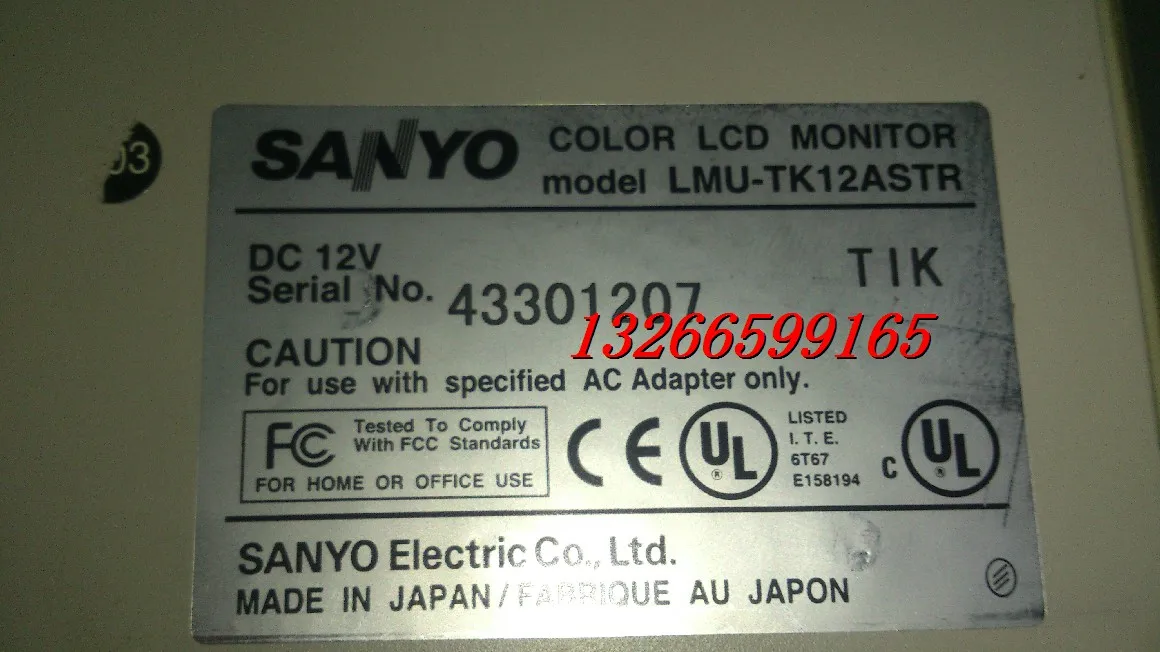 03
SANYO
COLOR LCD MONITOR
model LMU-TK12ASTR
DC 12V
TIK
Serial No. 43301207
13266599165
CAUTION
For use with specified AC Adapter only.
FC Tested To Comply
With FCC Standards
FOR HOME OR OFFICE USE
CE
UL
LISTED
I.T.E.
6T67
E158194
C UL
SANYO Electric Co., Ltd.
MADE IN JAPAN / FABRIQUE AU JAPON